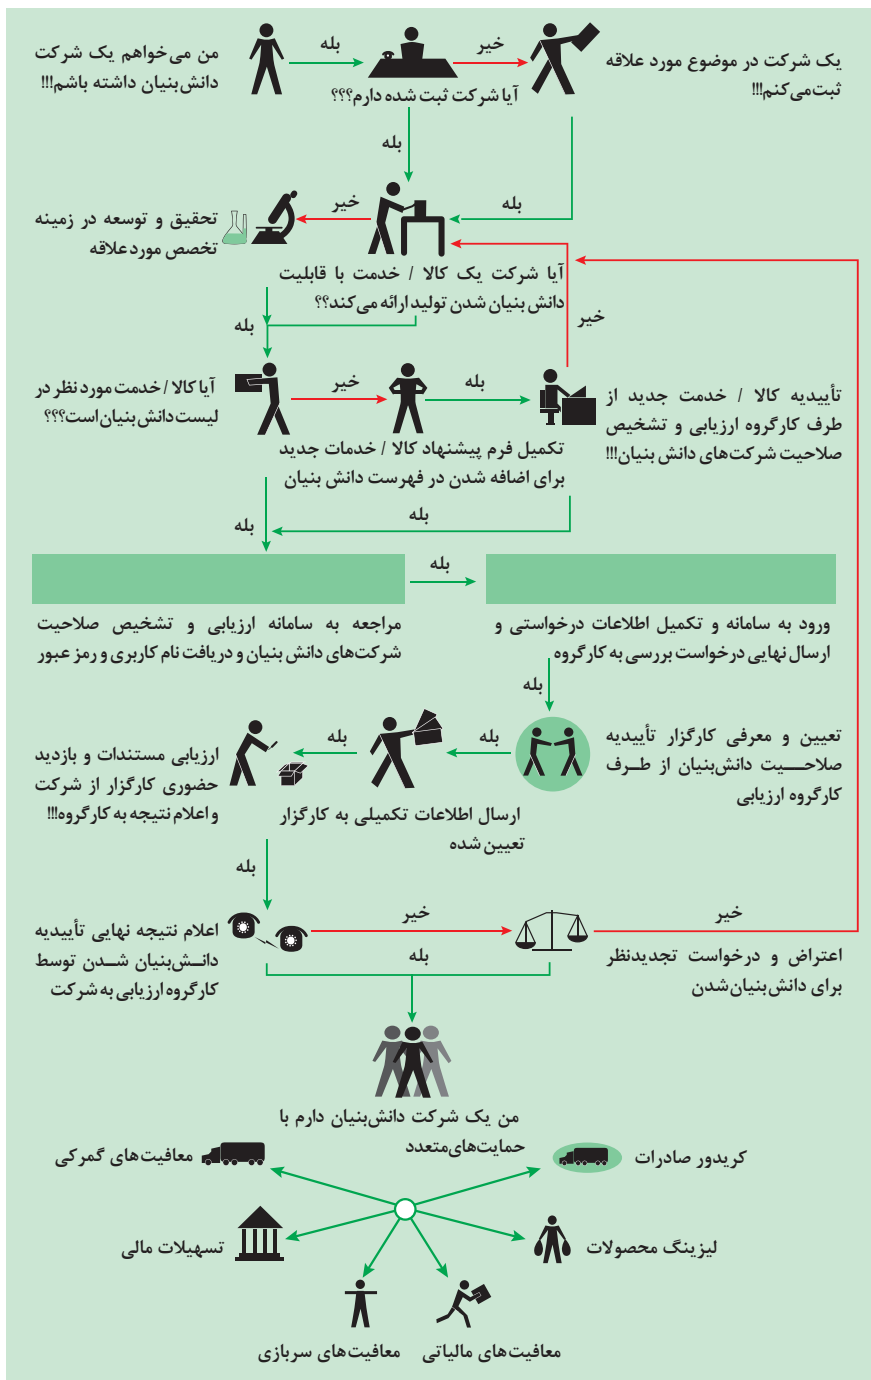 من می‌خواهم یک شرکت
دانش‌بنیان داشته باشم!!!
بله
آیا شرکت ثبت شده دارم؟؟؟
خیر
یک شرکت در موضوع مورد علاقه
ثبت‌می‌کنم!!!
بله
بله
خیر
تحقیق و توسعه در زمینه
تخصص موردعلاقه
آیا شرکت یک کالا / خدمت با قابلیت
دانش‌بنیان شدن تولید ارائه می‌کند؟؟
خیر
بله
آیا کالا / خدمت مورد نظر در
لیست‌دانش‌بنیان‌است؟؟؟
خیر
تکمیل فرم پیشنهاد کالا / خدمات جدید
برای اضافه شدن در فهرست دانش بنیان
بله
تأییدیه کالا / خدمت جدید از
طرف کارگروه ارزیابی و تشخیص
صلاحیت شرکت‌های دانش بنیان!!!
بله
بله
مراجعه به سامانه ارزیابی و تشخیص صلاحیت
شرکت‌های دانش بنیان و دریافت نام کاربری و رمز عبور
بله
ورود به سامانه و تکمیل اطلاعات درخواستی و
ارسال نهایی درخواست بررسی به کارگروه
بله
تعیین و معرفی کارگزار تأییدیه
صلاحـــیت دانش‌بنیان از طــرف
کارگروه ارزیابی
بله
ارسال اطلاعات تکمیلی به کارگزار
تعیین شده
بله
ارزیابی مستندات و بازدید
حضوری کارگزار از شرکت
و اعلام نتیجه به کارگروه!!!
بله
اعلام نتیجه نهایی تأییدیه
دانــش‌بنیان شــدن توسط
کارگروه ارزیابی به شرکت
خیر
خیر
اعتراض و درخواست تجدیدنظر
برای دانش‌بنیان‌شدن
بله
من یک شرکت دانش‌بنیان دارم با
حمایت‌های‌متعدد
کریدور صادرات
معافیت‌های گمرکی
لیزینگ محصولات
تسهیلات مالی
معافیت‌های مالیاتی
معافیت‌های سربازی